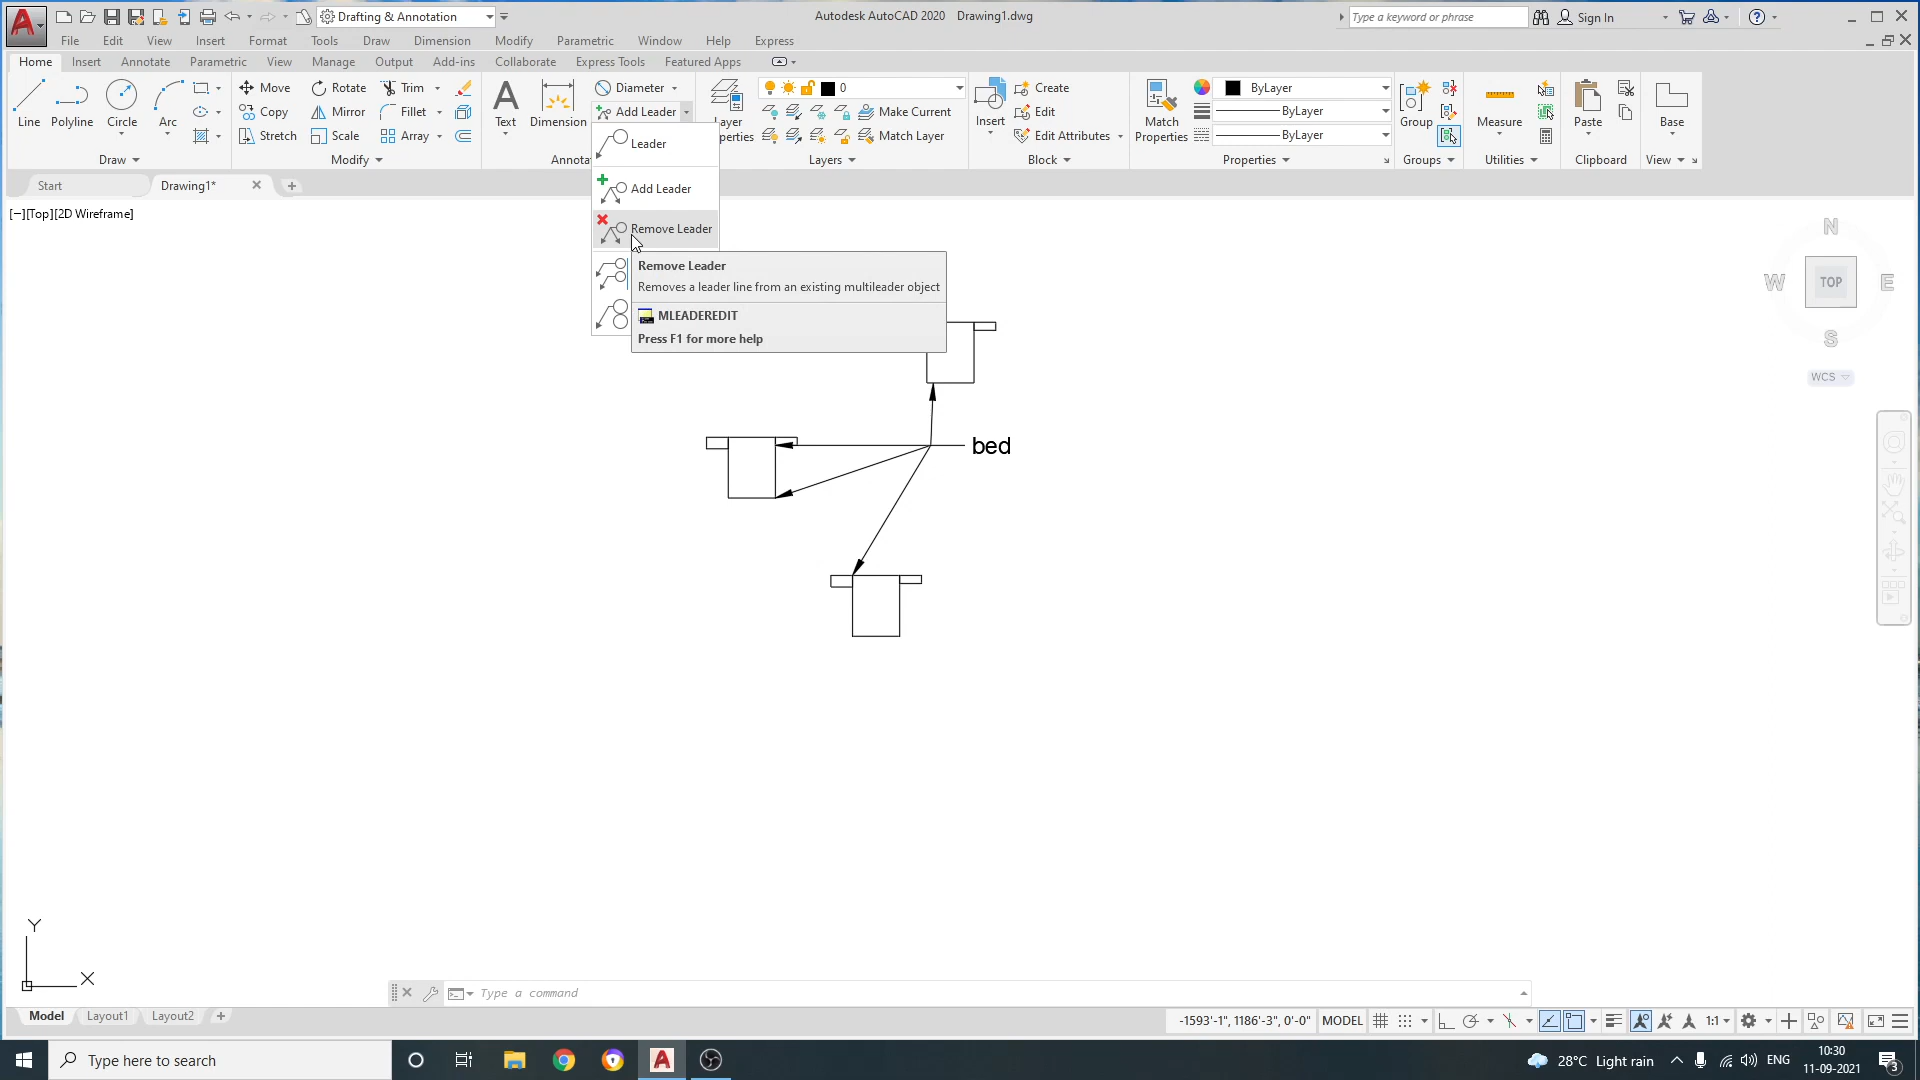 Drafting & Annotation
Autodesk AutoCAD 2020 Drawing1.dwg
Type a keyword or phrase
Sign In
File Edit View Insert Format Tools Draw Dimension Modify Parametric Window Help Express
Home Insert Annotate Parametric View Manage Output Add-ins Collaborate Express Tools Featured Apps
Line Polyline Circle Arc
Move Rotate Trim
Copy Mirror Fillet
Stretch Scale Array
Text Dimension
Diameter
Add Leader
0
Make Current
Match Layer
Insert
Create
Edit
Edit Attributes
Match
Properties
ByLayer
ByLayer
ByLayer
Group
Measure
Paste
Base
Draw Modify Layers Block Properties Groups Utilities Clipboard View
Start Drawing1*
[−][Top][2D Wireframe]
Leader
Add Leader
Remove Leader
Remove Leader
Removes a leader line from an existing multileader object
MLEADEREDIT
Press F1 for more help
N
W TOP E
S
WCS
bed
Y
X
Type a command
Model Layout1 Layout2
-1593'-1", 1186'-3", 0'-0" MODEL
1:1
Type here to search
28°C Light rain
ENG
10:30
11-09-2021
3